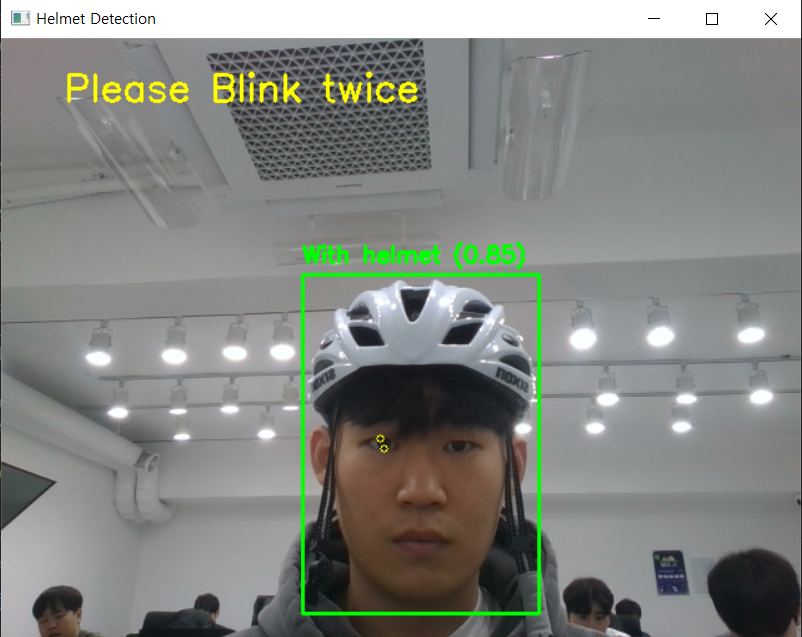 Helmet Detection
Please Blink twice
With helmet (0.85)